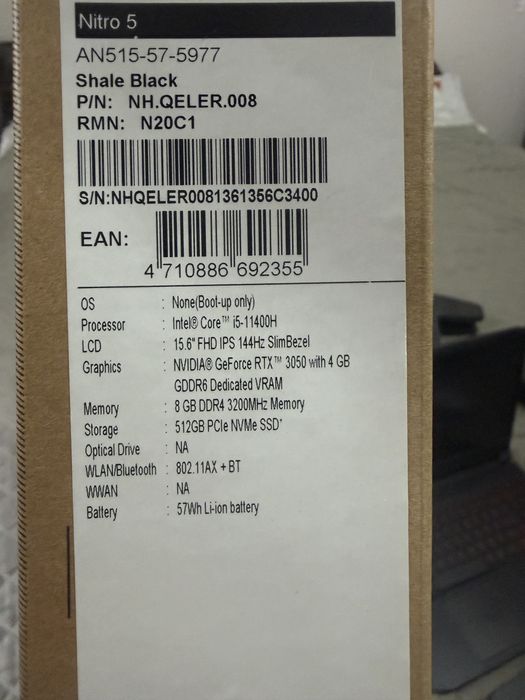 Nitro 5
AN515-57-5977
Shale Black
P/N: NH.QELER.008
RMN: N20C1
S/N:NHQELER0081361356C3400
EAN:
4 710886 692355
OS : None(Boot-up only)
Processor : Intel® Core™ i5-11400H
LCD : 15.6" FHD IPS 144Hz SlimBezel
Graphics : NVIDIA® GeForce RTX™ 3050 with 4 GB
GDDR6 Dedicated VRAM
Memory : 8 GB DDR4 3200MHz Memory
Storage : 512GB PCIe NVMe SSD*
Optical Drive : NA
WLAN/Bluetooth : 802.11AX + BT
WWAN : NA
Battery : 57Wh Li-ion battery